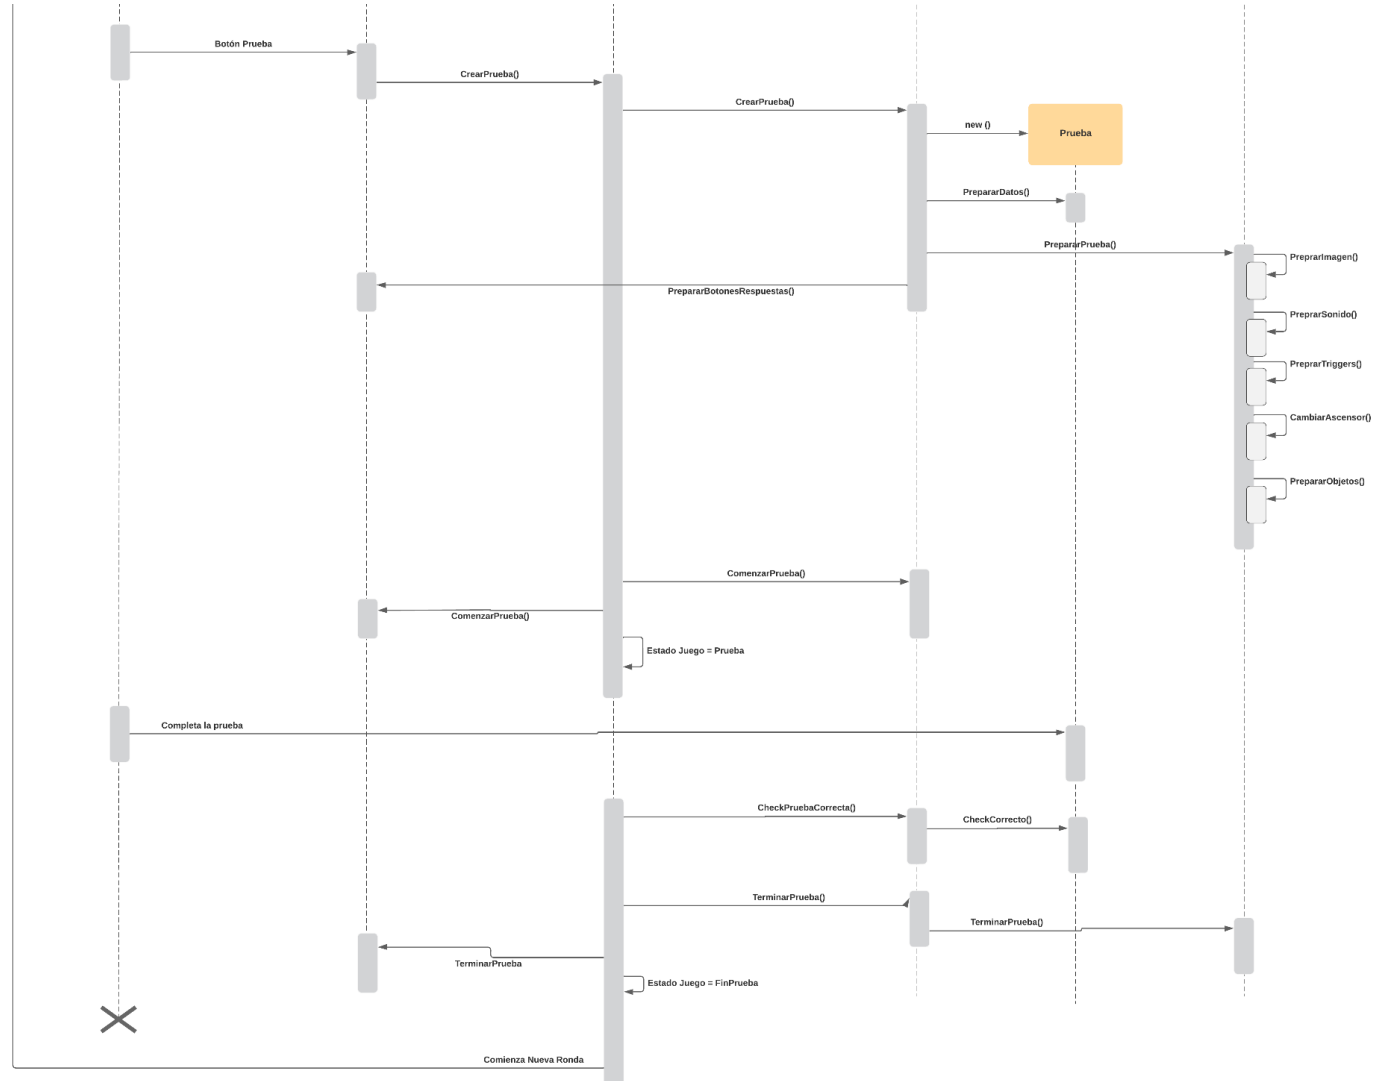 Botón Prueba
CrearPrueba()
CrearPrueba()
new ()
Prueba
PrepararDatos()
PrepararPrueba()
PreprarImagen()
PrepararBotonesRespuestas()
PreprarSonido()
PreprarTriggers()
CambiarAscensor()
PrepararObjetos()
ComenzarPrueba()
ComenzarPrueba()
Estado Juego = Prueba
Completa la prueba
CheckPruebaCorrecta()
CheckCorrecto()
TerminarPrueba()
TerminarPrueba()
TerminarPrueba
Estado Juego = FinPrueba
Comienza Nueva Ronda